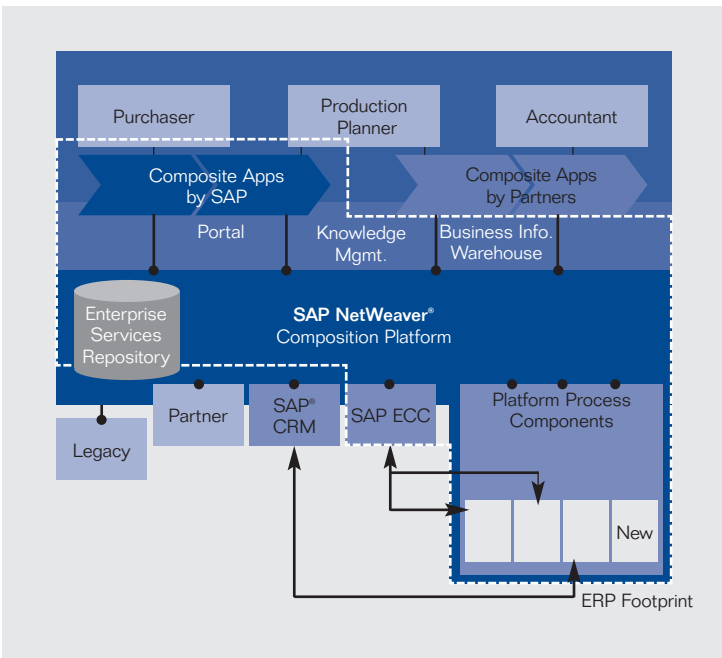 Purchaser
Production
Planner
Accountant
Composite Apps
by SAP
Composite Apps
by Partners
Portal
Knowledge
Mgmt.
Business Info.
Warehouse
Enterprise
Services
Repository
SAP NetWeaver®
Composition Platform
Legacy
Partner
SAP®
CRM
SAP ECC
Platform Process
Components
New
ERP Footprint